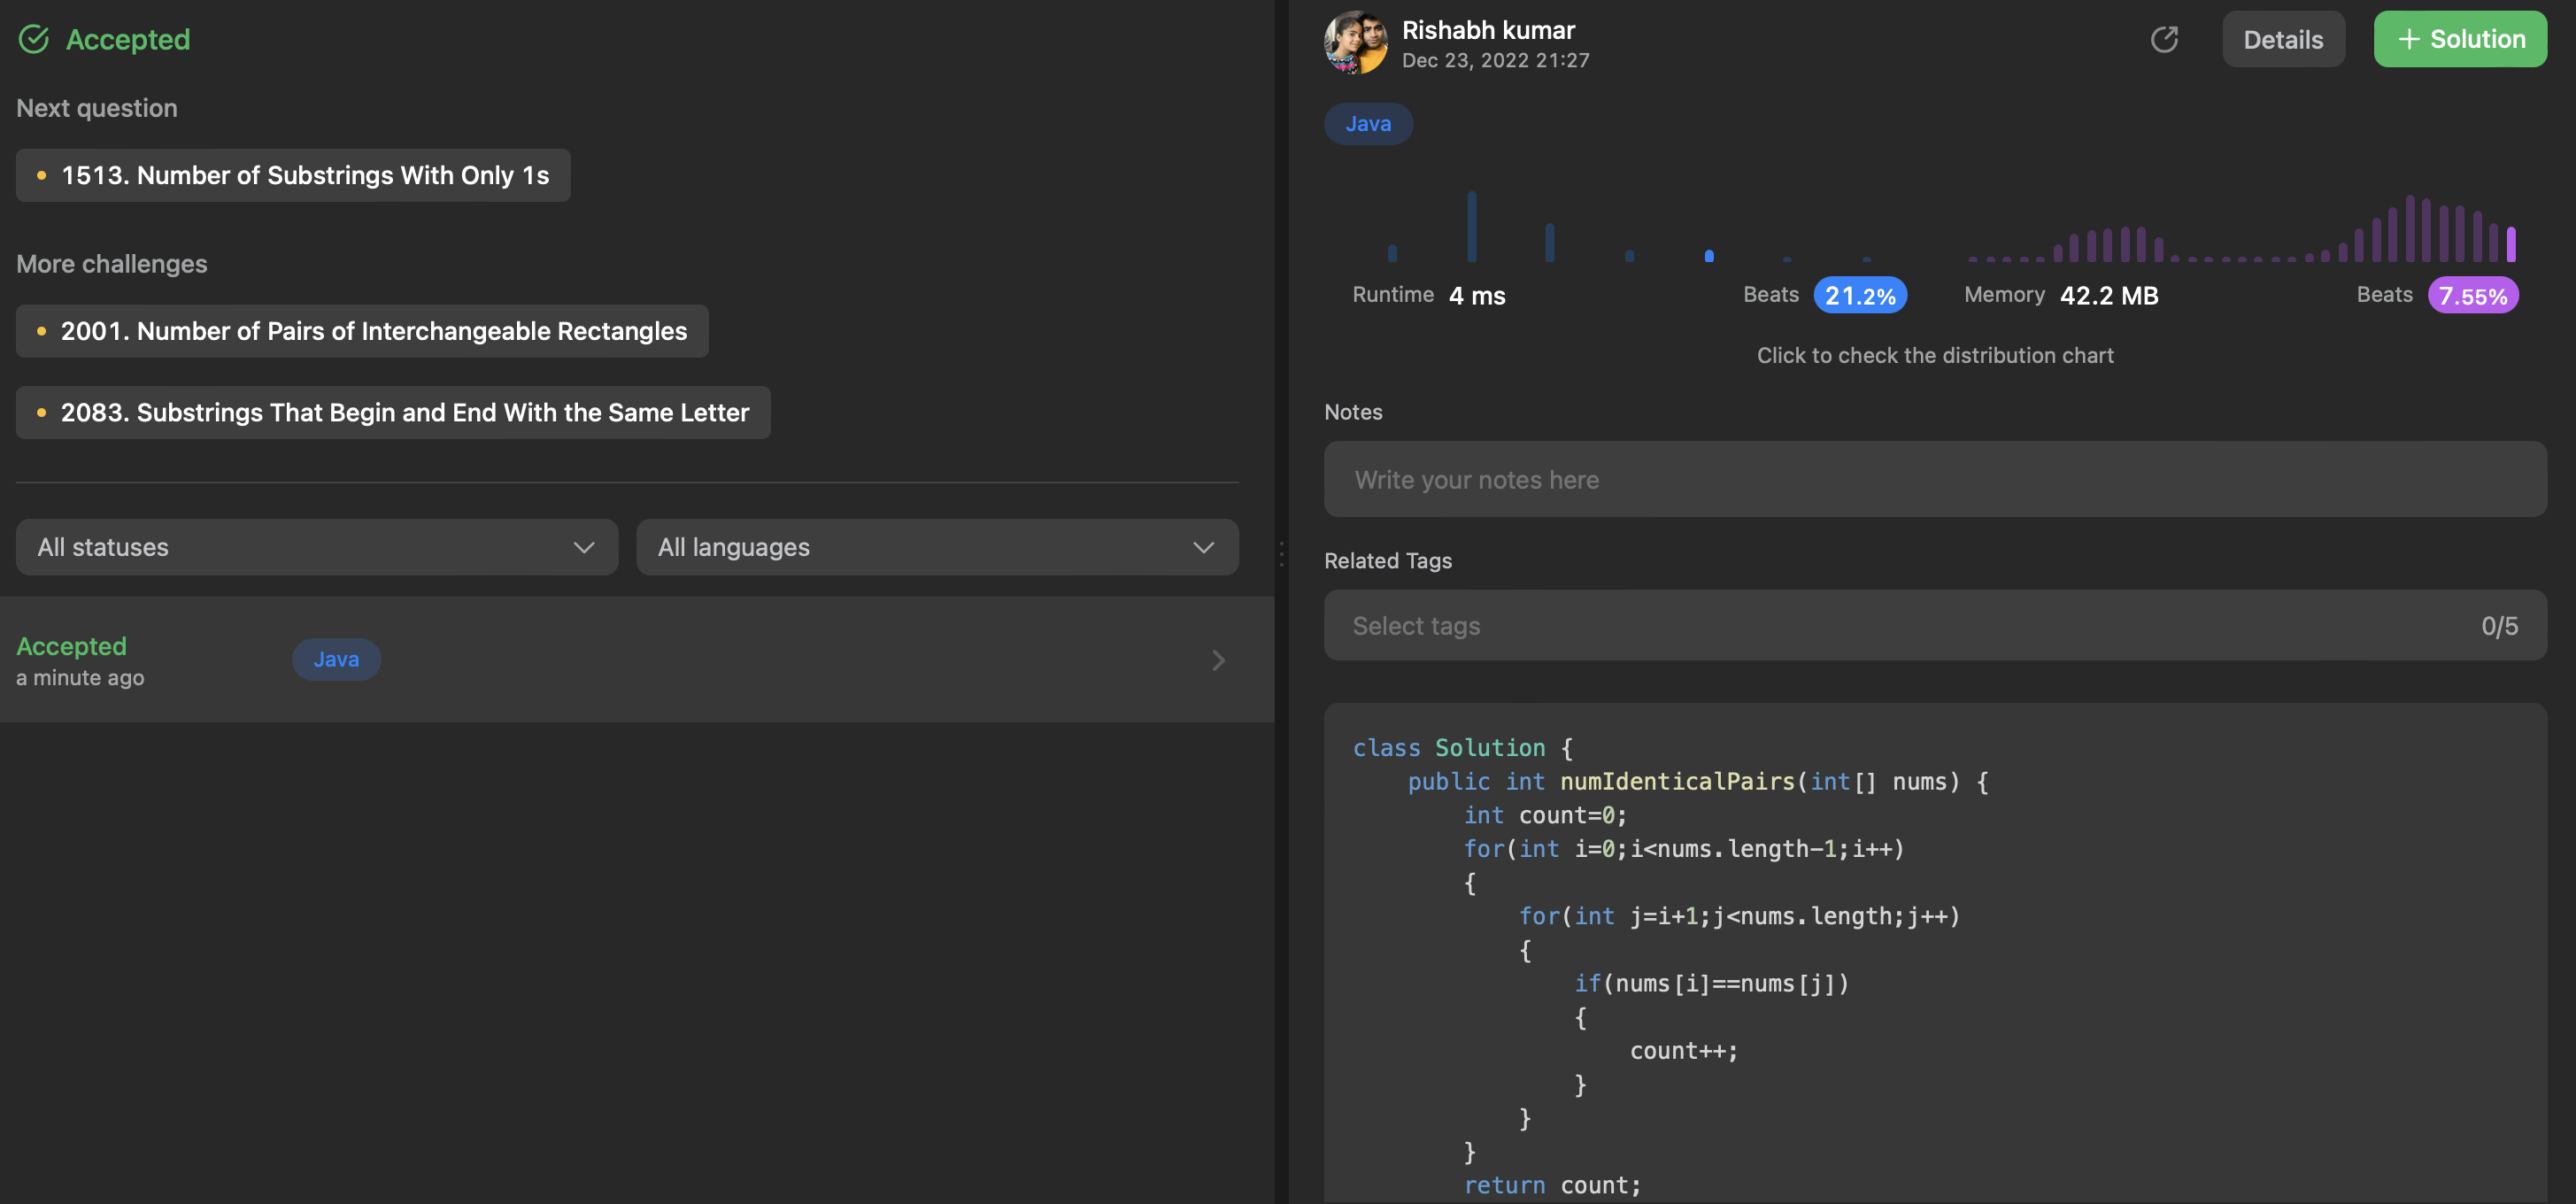 Accepted
Next question
1513. Number of Substrings With Only 1s
More challenges
2001. Number of Pairs of Interchangeable Rectangles
2083. Substrings That Begin and End With the Same Letter
All statuses
All languages
Accepted
a minute ago
Java
Rishabh kumar
Dec 23, 2022 21:27
Details
+ Solution
Java
Runtime 4 ms
Beats 21.2%
Memory 42.2 MB
Beats 7.55%
Click to check the distribution chart
Notes
Write your notes here
Related Tags
Select tags
0/5
class Solution {
    public int numIdenticalPairs(int[] nums) {
        int count=0;
        for(int i=0;i<nums.length-1;i++)
        {
            for(int j=i+1;j<nums.length;j++)
            {
                if(nums[i]==nums[j])
                {
                    count++;
                }
            }
        }
        return count;